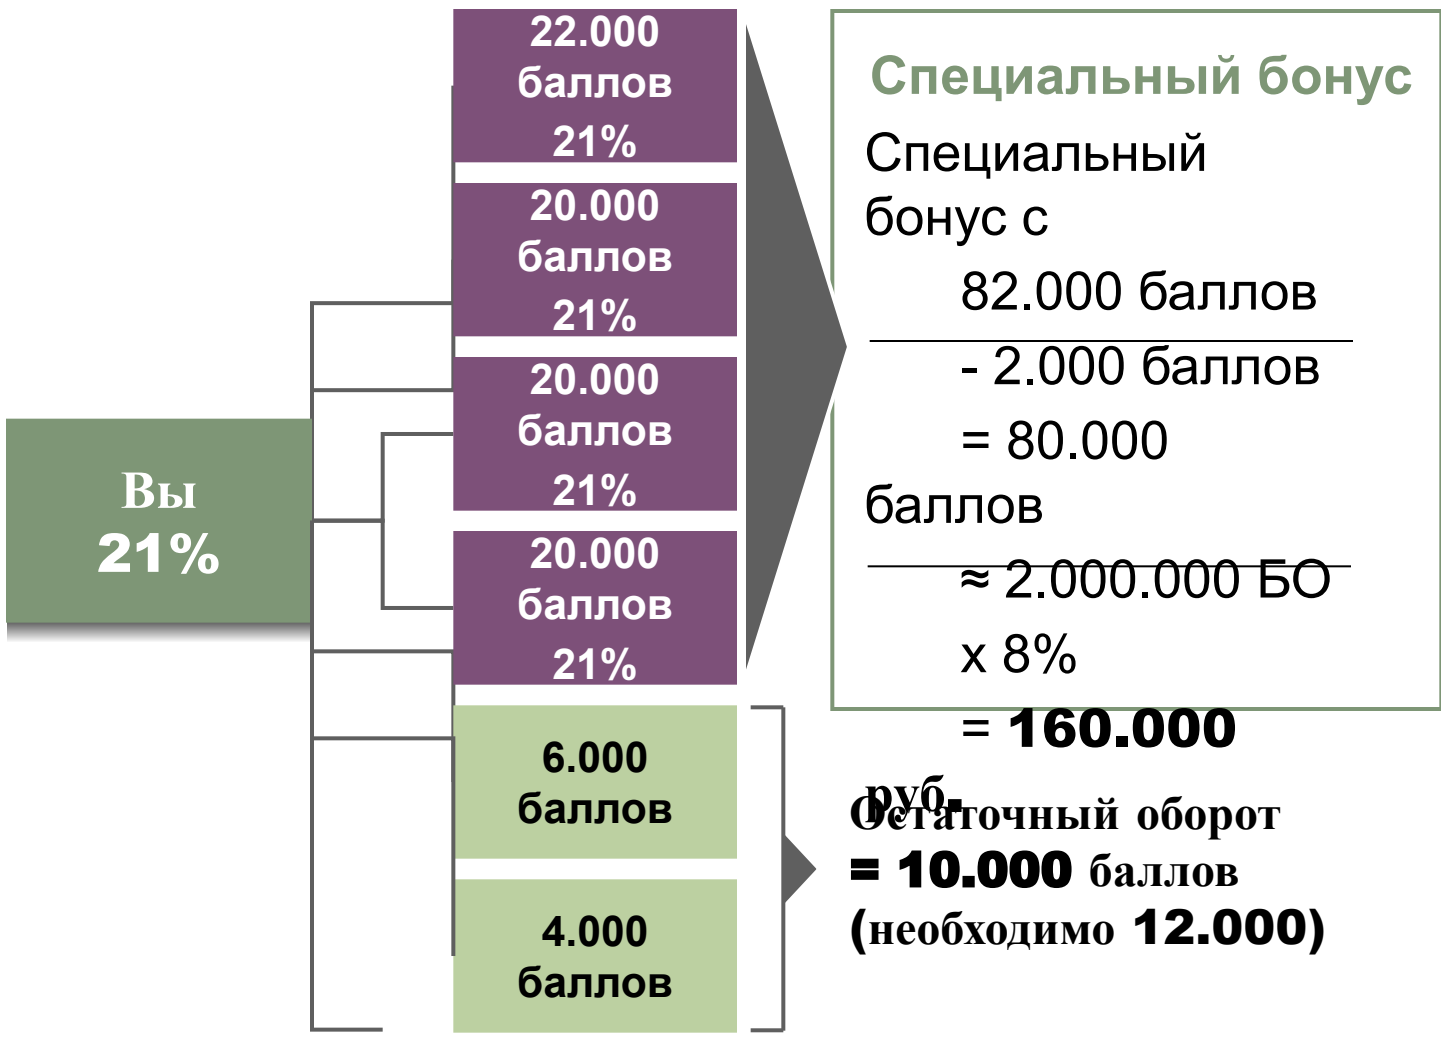 Вы
21%
22.000
баллов
21%
20.000
баллов
21%
20.000
баллов
21%
20.000
баллов
21%
6.000
баллов
4.000
баллов
Специальный бонус
Специальный
бонус с
82.000 баллов
- 2.000 баллов
= 80.000
баллов
≈ 2.000.000 БО
х 8%
= 160.000
руб.
Остаточный оборот
= 10.000 баллов
(необходимо 12.000)